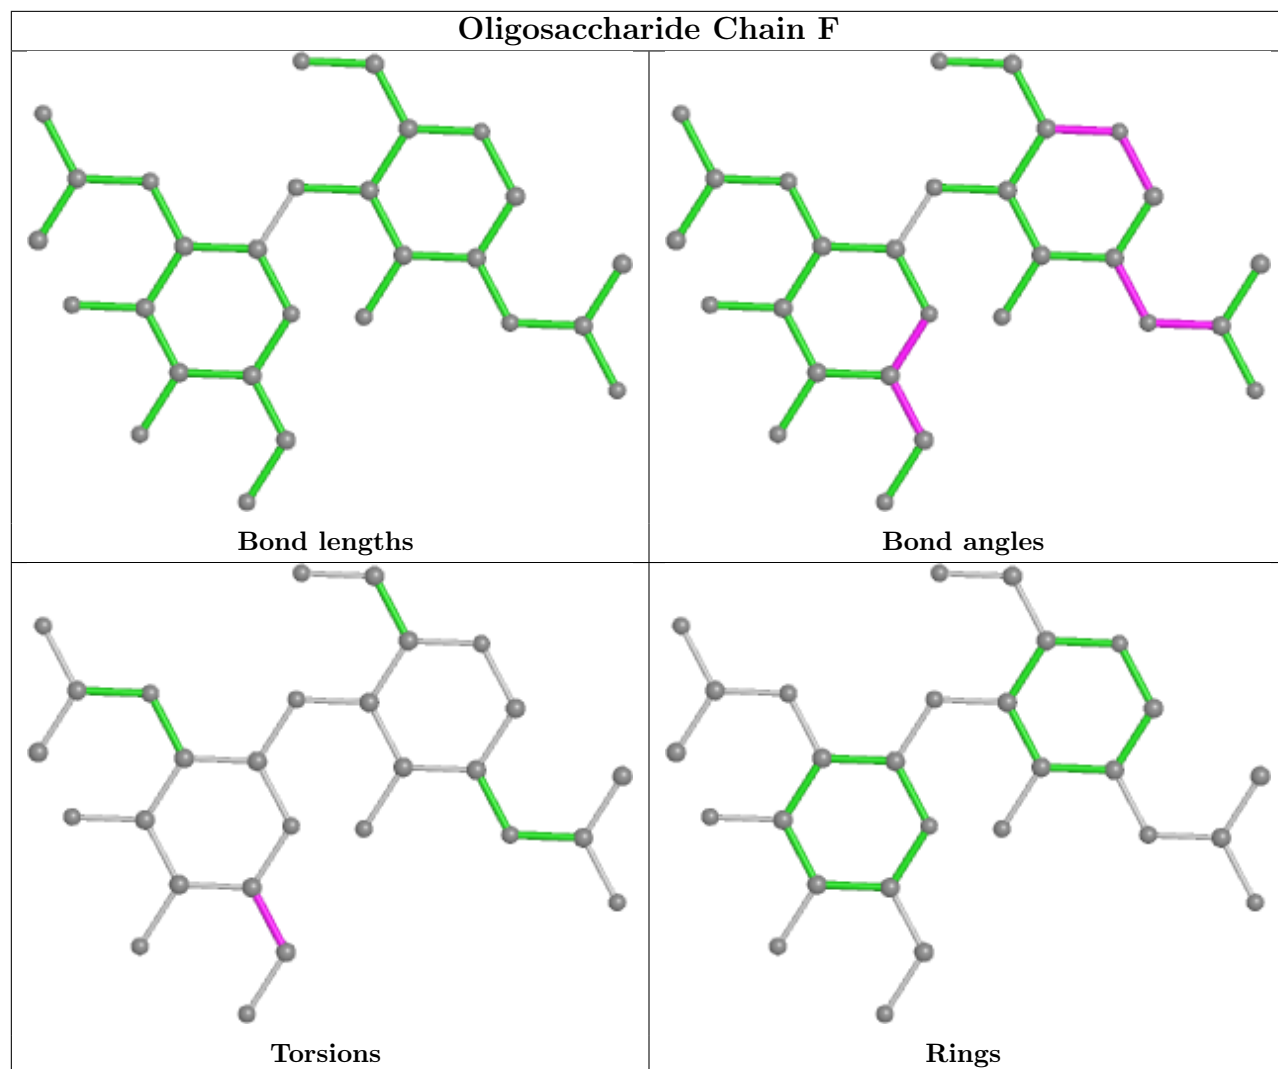 Oligosaccharide Chain F
Bond lengths
Bond angles
Torsions
Rings